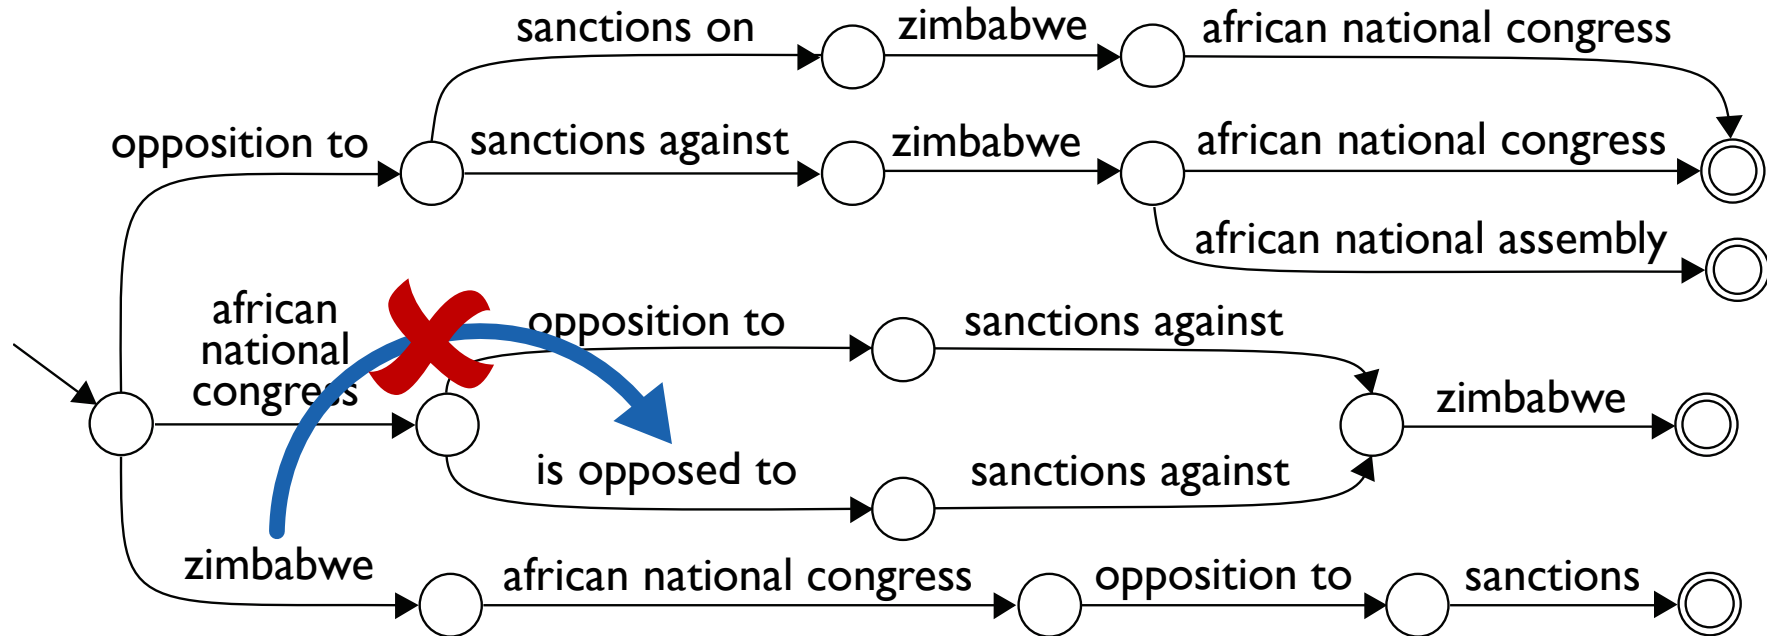 sanctions on
zimbabwe
african national congress
opposition to
sanctions against
zimbabwe
african national congress
african national assembly
african
national
congress
opposition to
sanctions against
zimbabwe
is opposed to
sanctions against
zimbabwe
african national congress
opposition to
sanctions